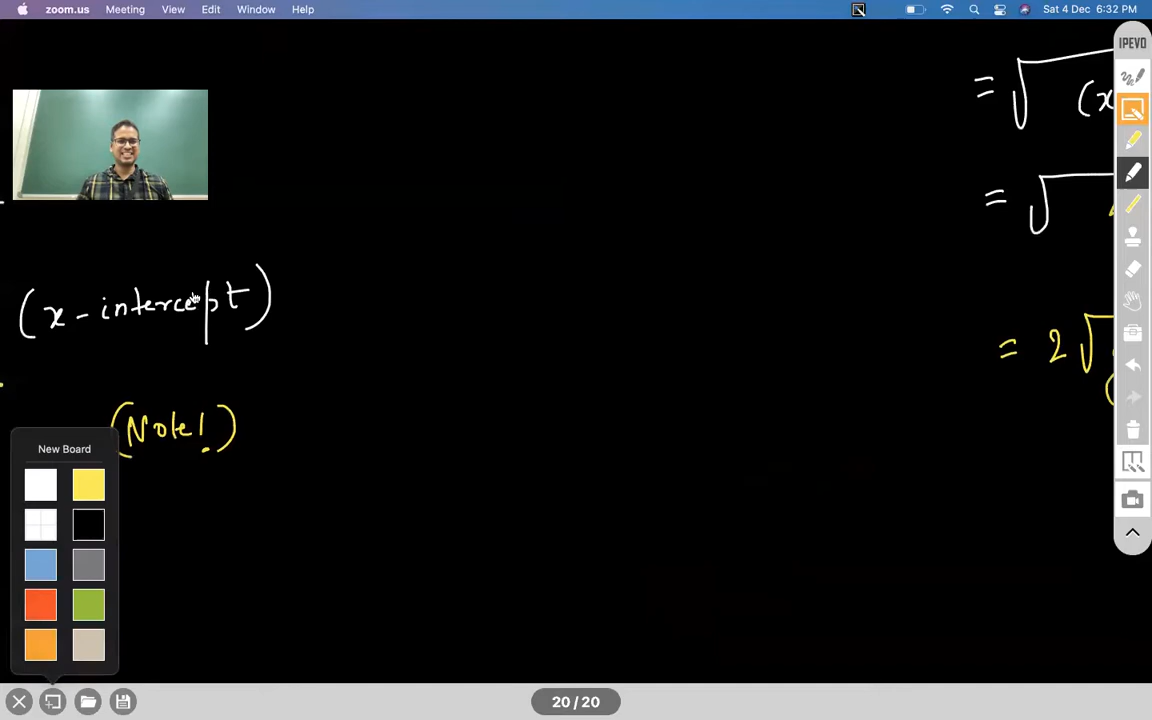 zoom.us Meeting View Edit Window Help Sat 4 Dec 6:32 PM
IPEVO
= √ (x
= √
(x - intercept)
= 2√
(Note!)
New Board
20 / 20